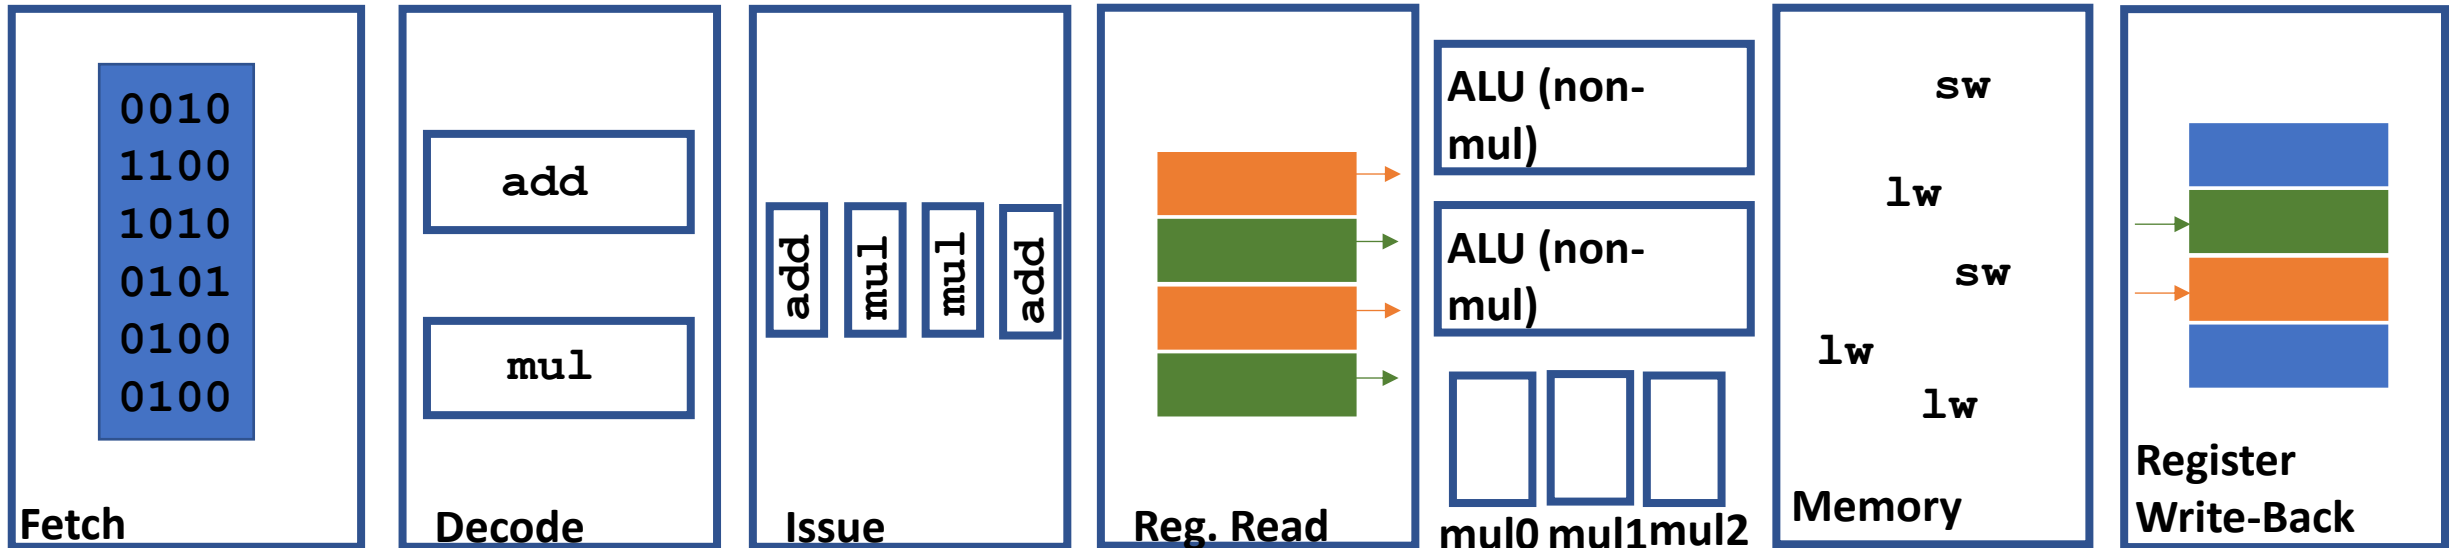 0010
1100
1010
0101
0100
0100
Fetch
add
mul
Decode
add
mul
mul
add
Issue
Reg. Read
ALU (non-
mul)
ALU (non-
mul)
mul0 mul1 mul2
sw
lw
sw
lw
lw
Memory
Register
Write-Back